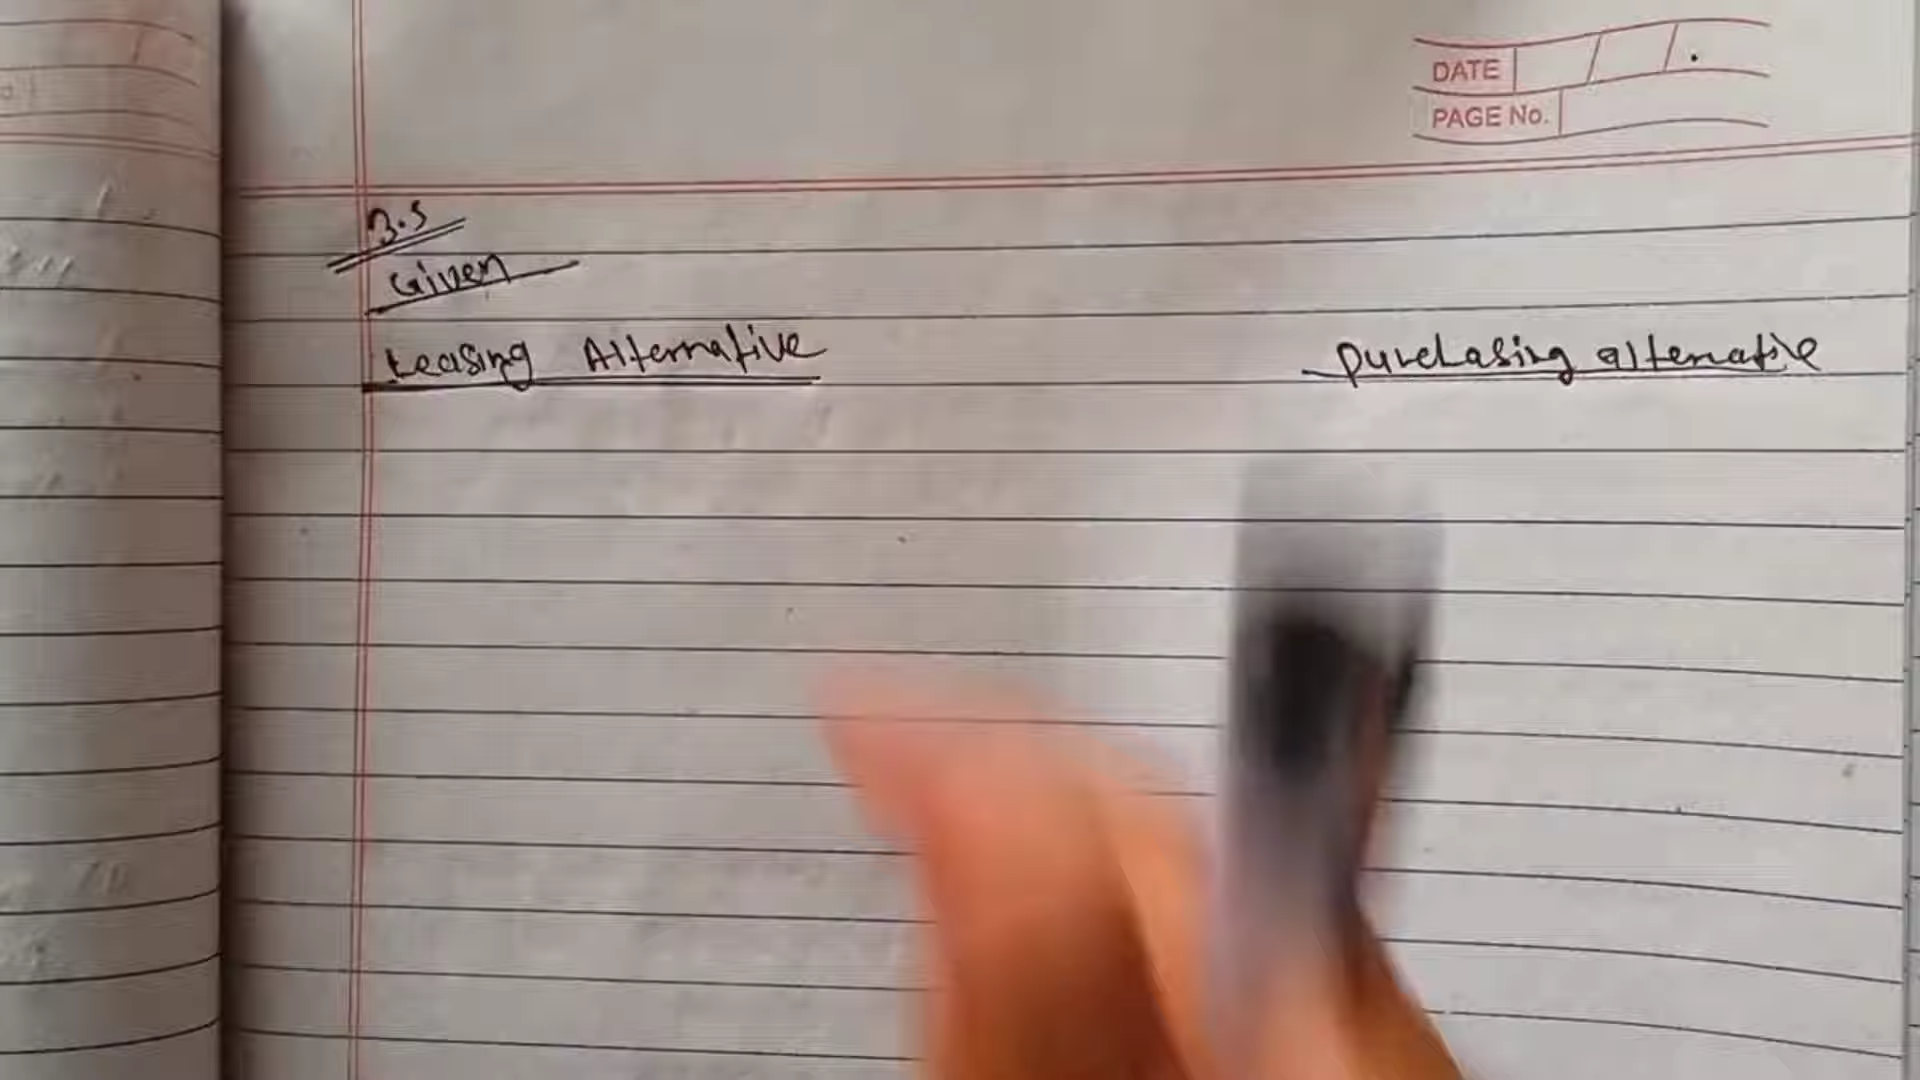 DATE
PAGE No.
3.5
Given
Leasing Alternative
purchasing alternative